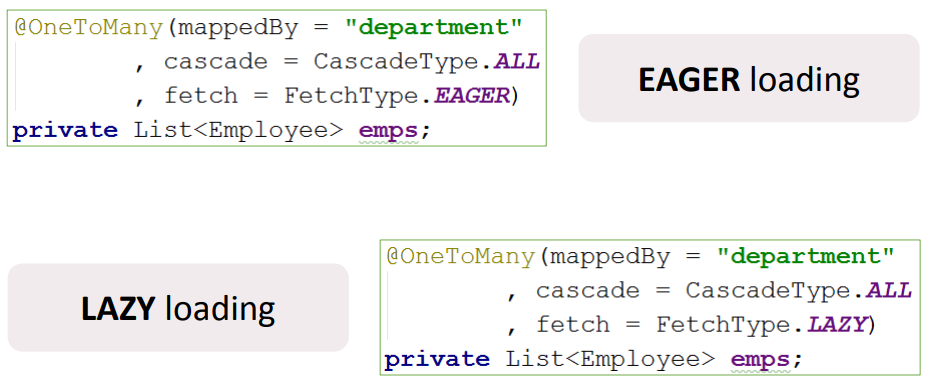 @OneToMany(mappedBy = "department"
, cascade = CascadeType.ALL
, fetch = FetchType.EAGER)
private List<Employee> emps;
EAGER loading
LAZY loading
@OneToMany(mappedBy = "department"
, cascade = CascadeType.ALL
, fetch = FetchType.LAZY)
private List<Employee> emps;